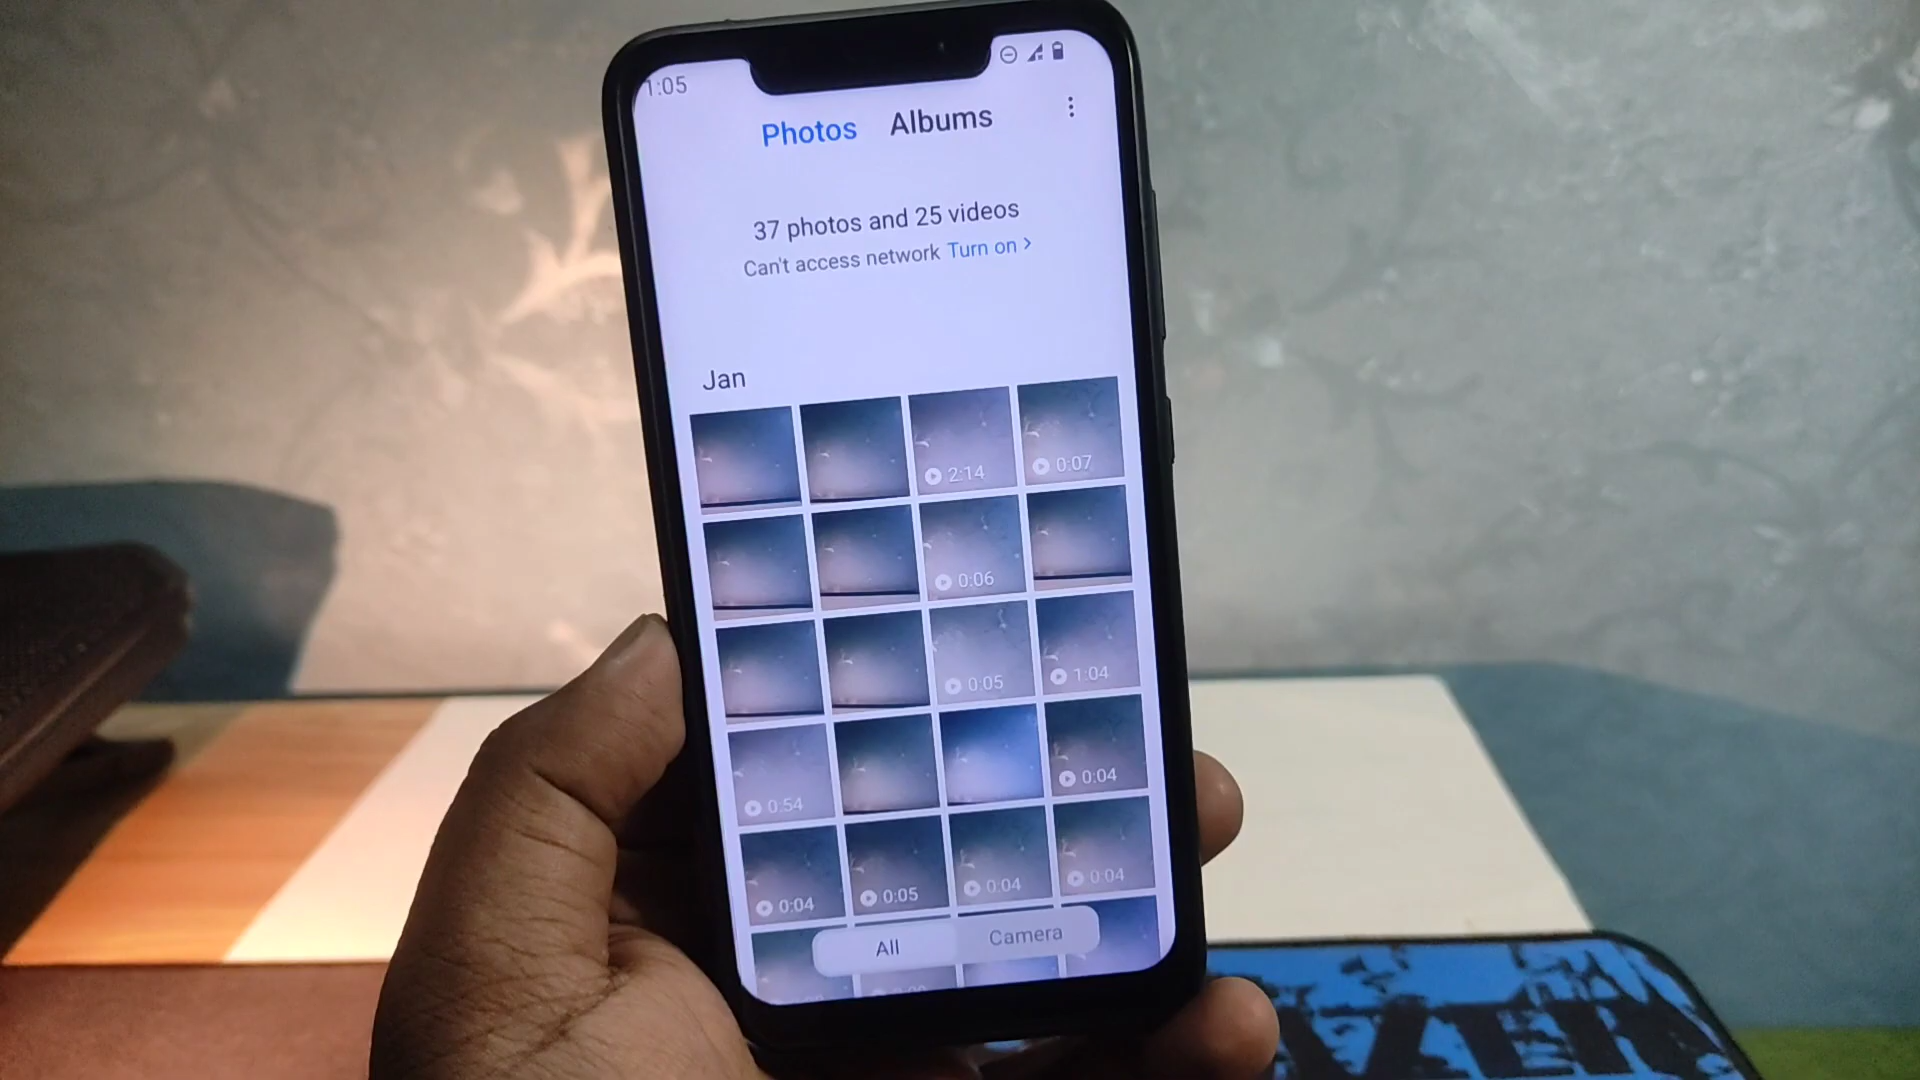 1:05
Photos Albums
37 photos and 25 videos
Can't access network Turn on >
Jan
2:14 0:07
0:06
0:05 1:04
0:54 0:04
0:04 0:05 0:04 0:04
All Camera